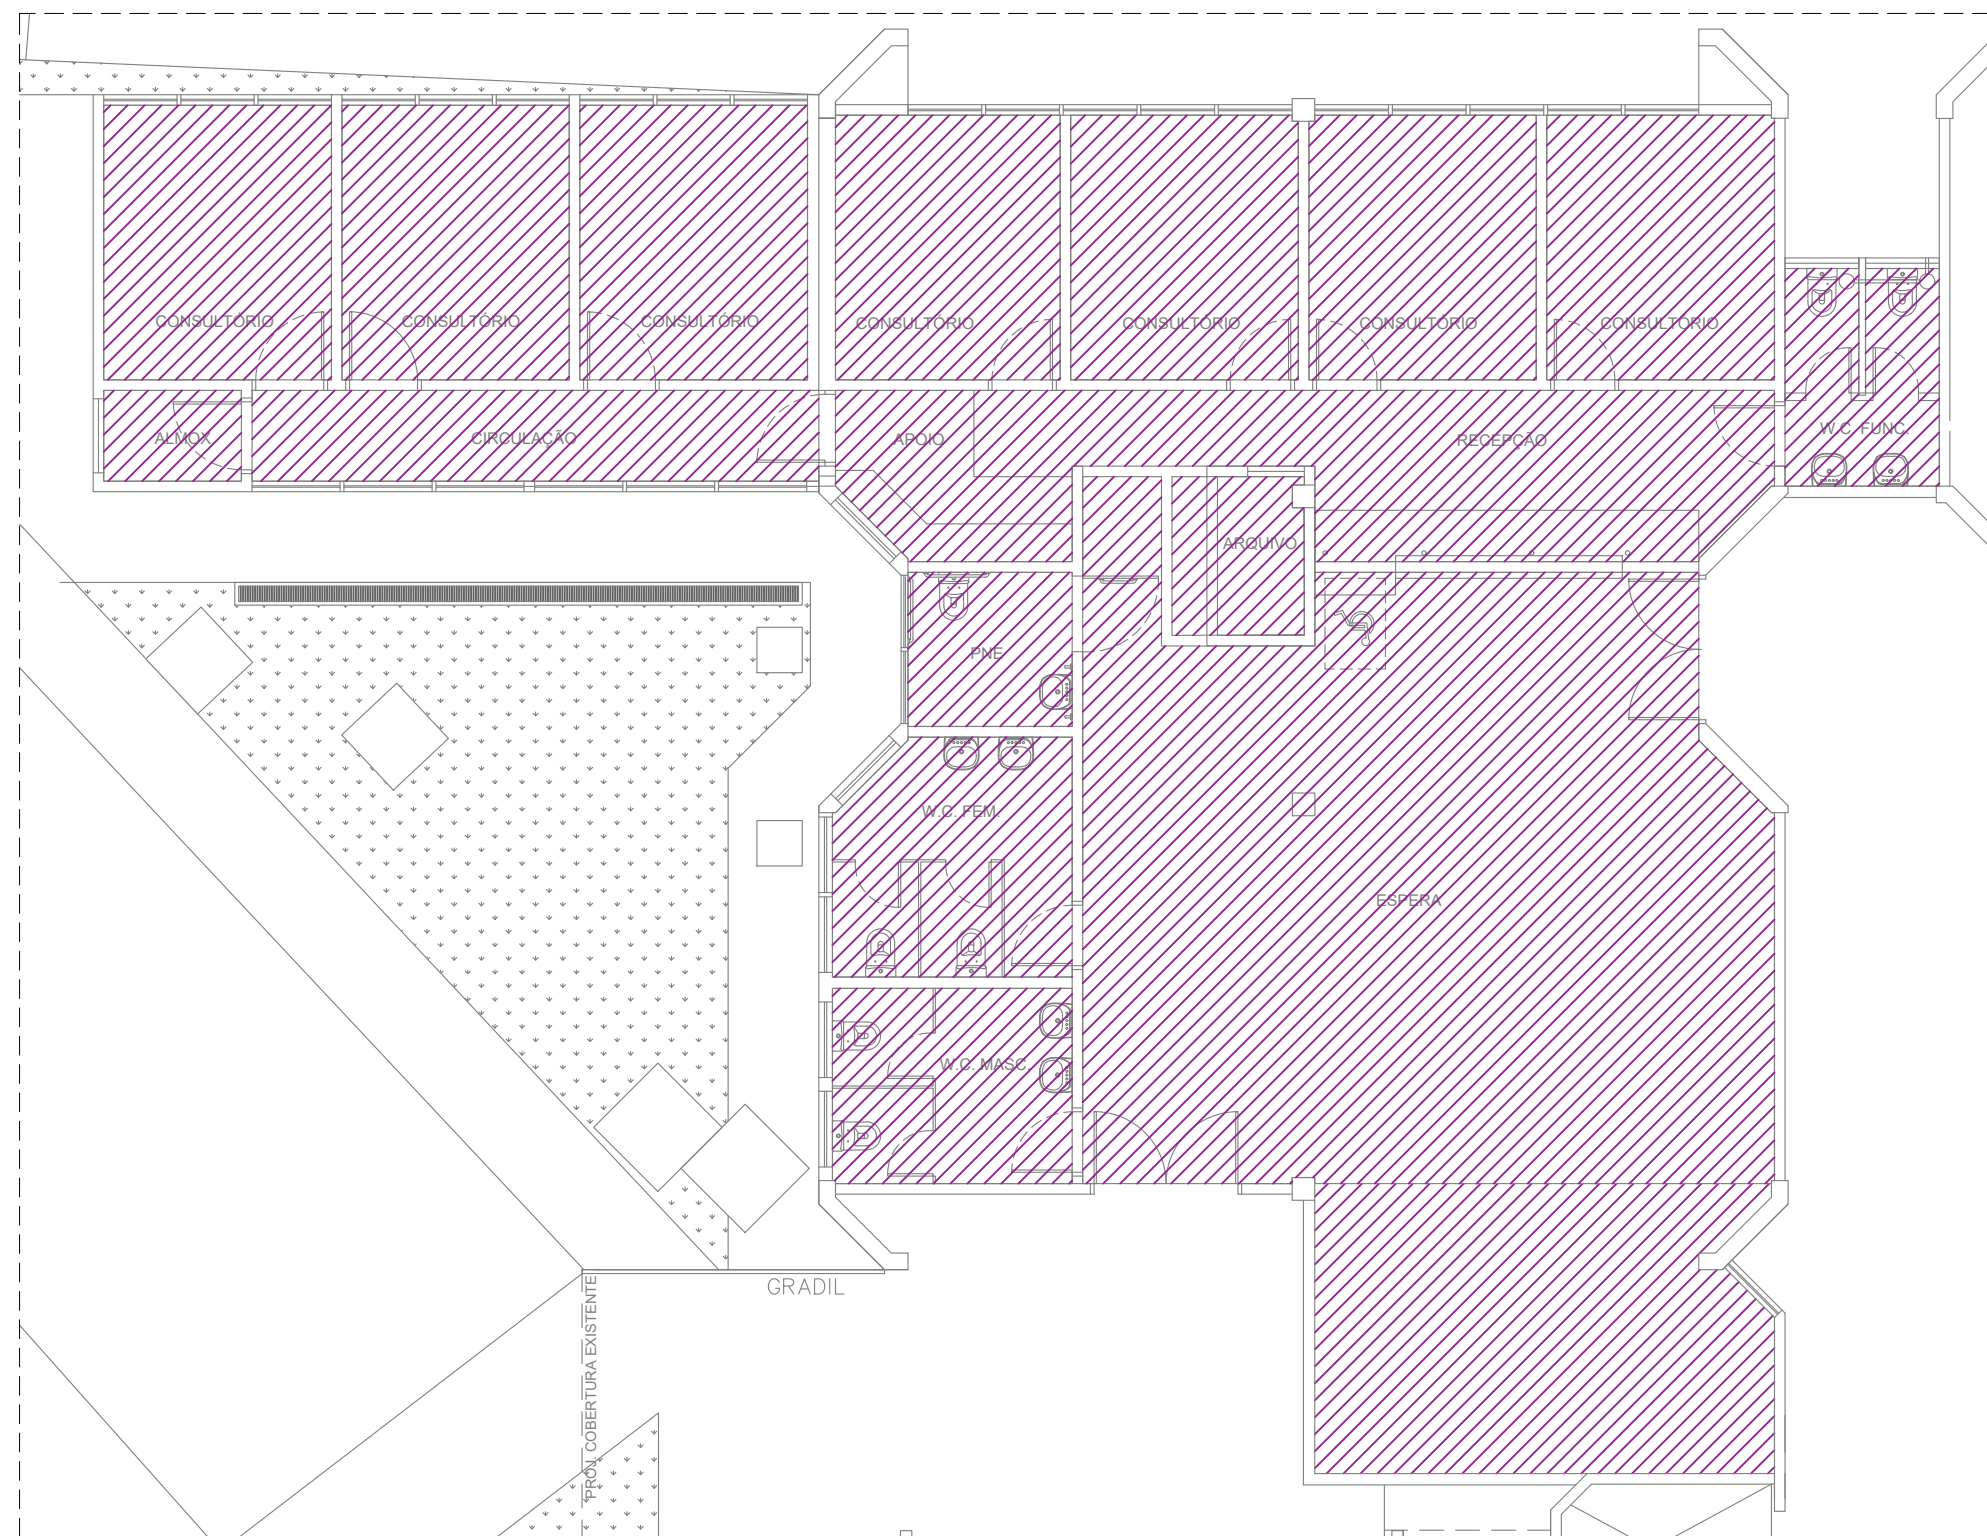 CONSULTÓRIO
CONSULTÓRIO
CONSULTÓRIO
CONSULTÓRIO
CONSULTÓRIO
CONSULTÓRIO
CONSULTÓRIO
ALMOX
CIRCULAÇÃO
APOIO
RECEPCÃO
W.C. FUNC.
ARQUIVO
PNE
W.C. FEM.
ESPERA
W.C. MASC.
GRADIL
PROJ. COBERTURA EXISTENTE